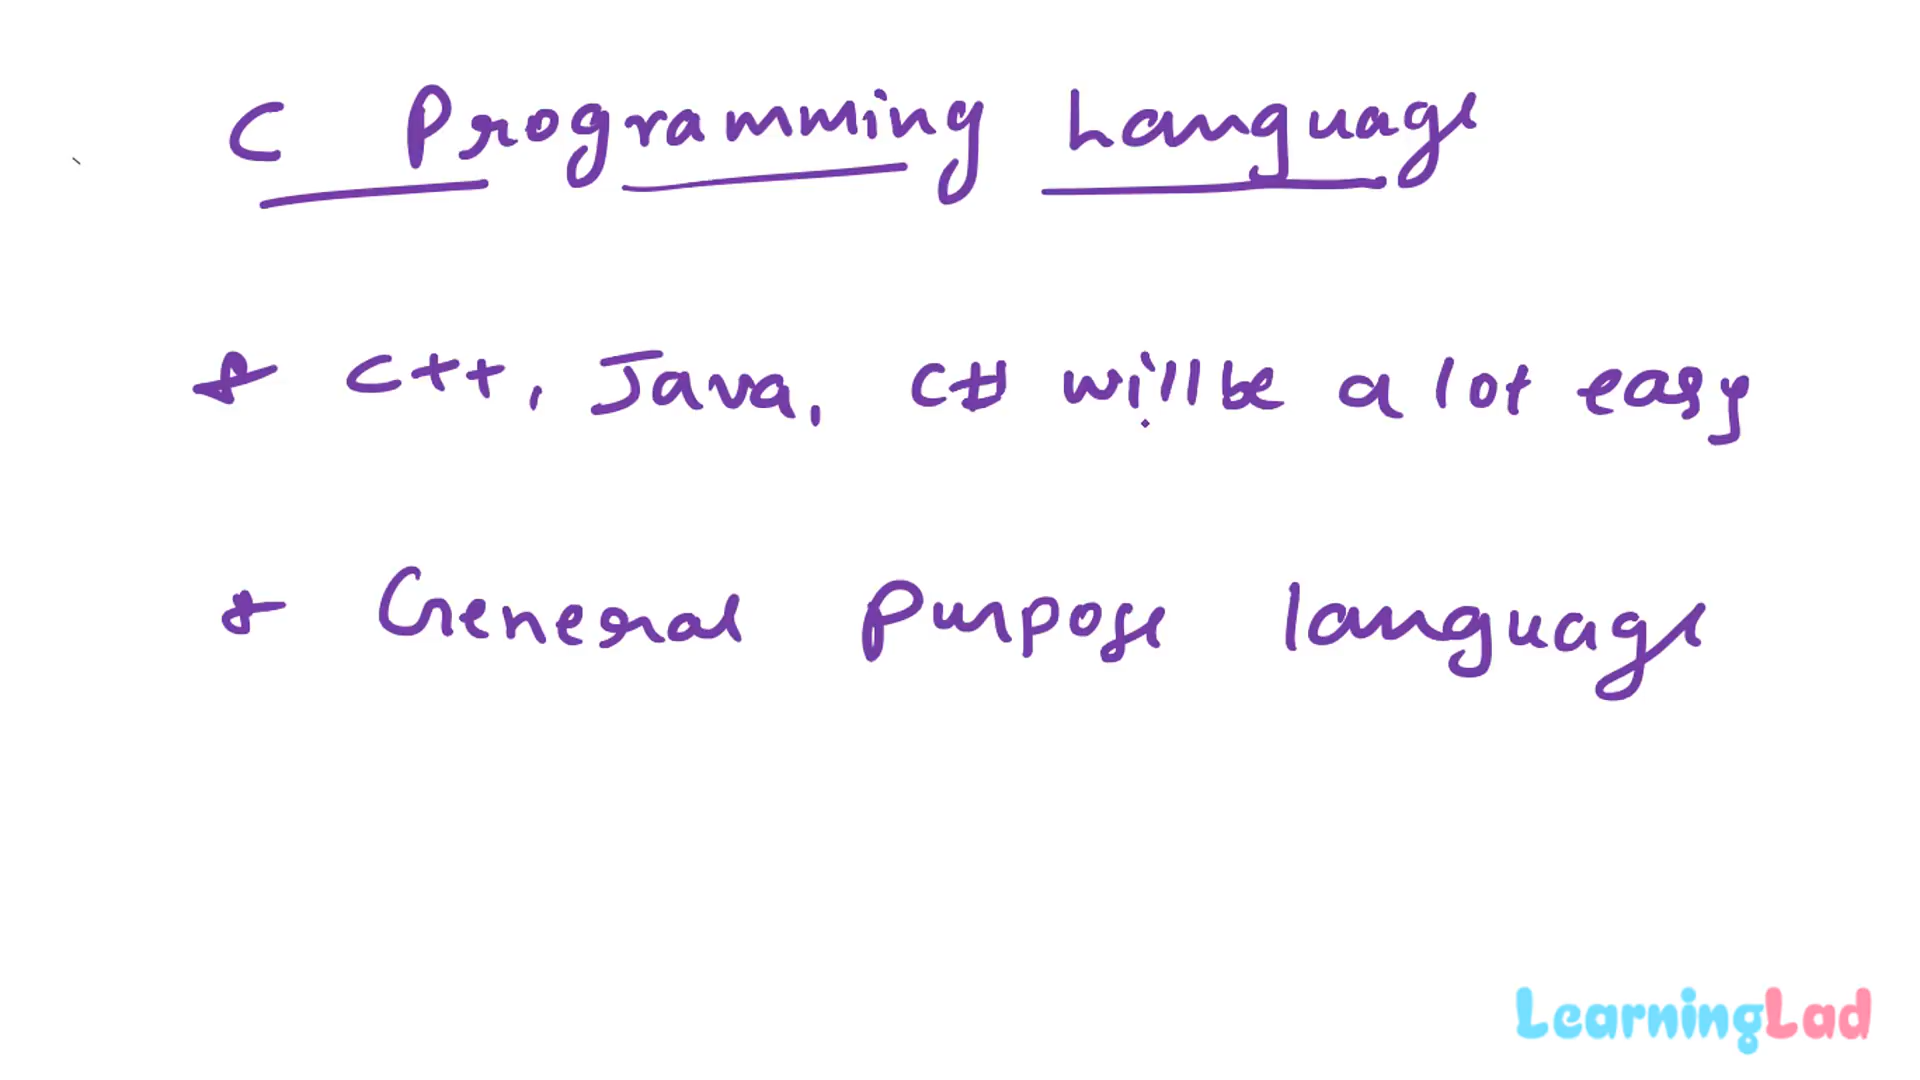 C Programming Language
* C++, Java, C# will be a lot easy
* General Purpose language
LearningLad